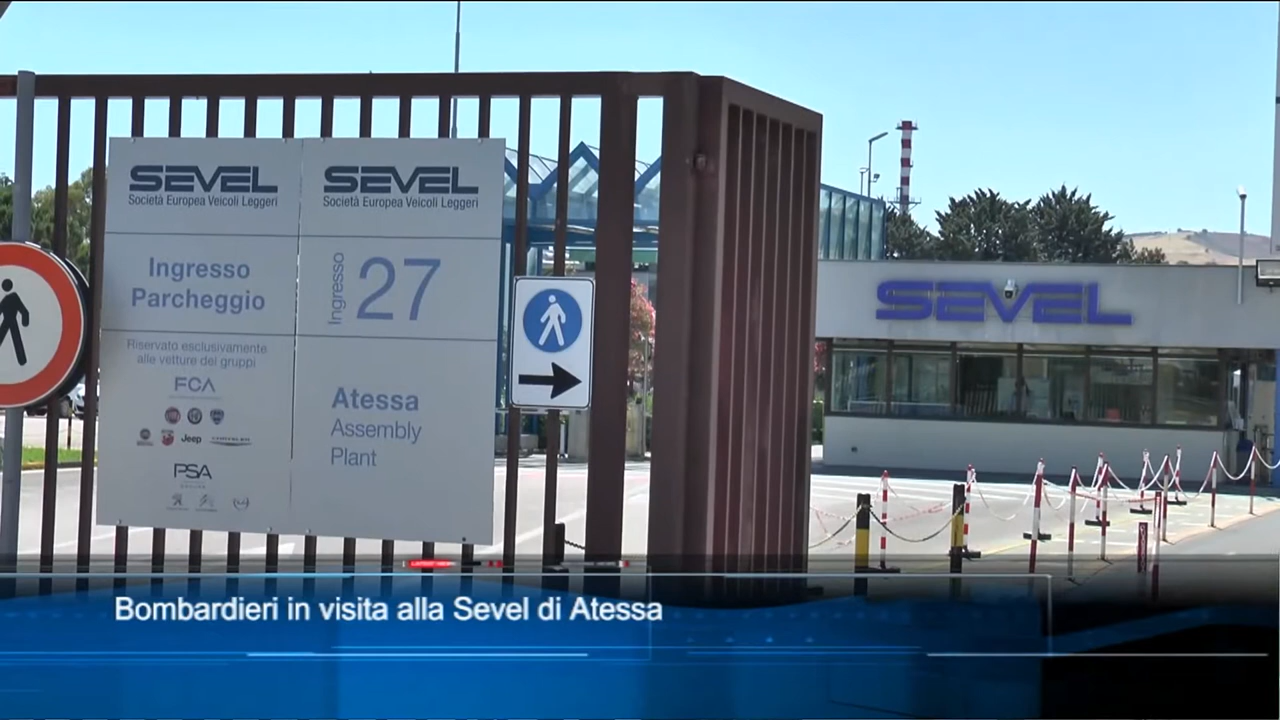 SEVEL
Società Europea Veicoli Leggeri
Ingresso
Parcheggio
Riservato esclusivamente
alle vetture dei gruppi
FCA
Jeep
PSA
SEVEL
Società Europea Veicoli Leggeri
Ingresso
27
Atessa
Assembly
Plant
SEVEL
Bombardieri in visita alla Sevel di Atessa